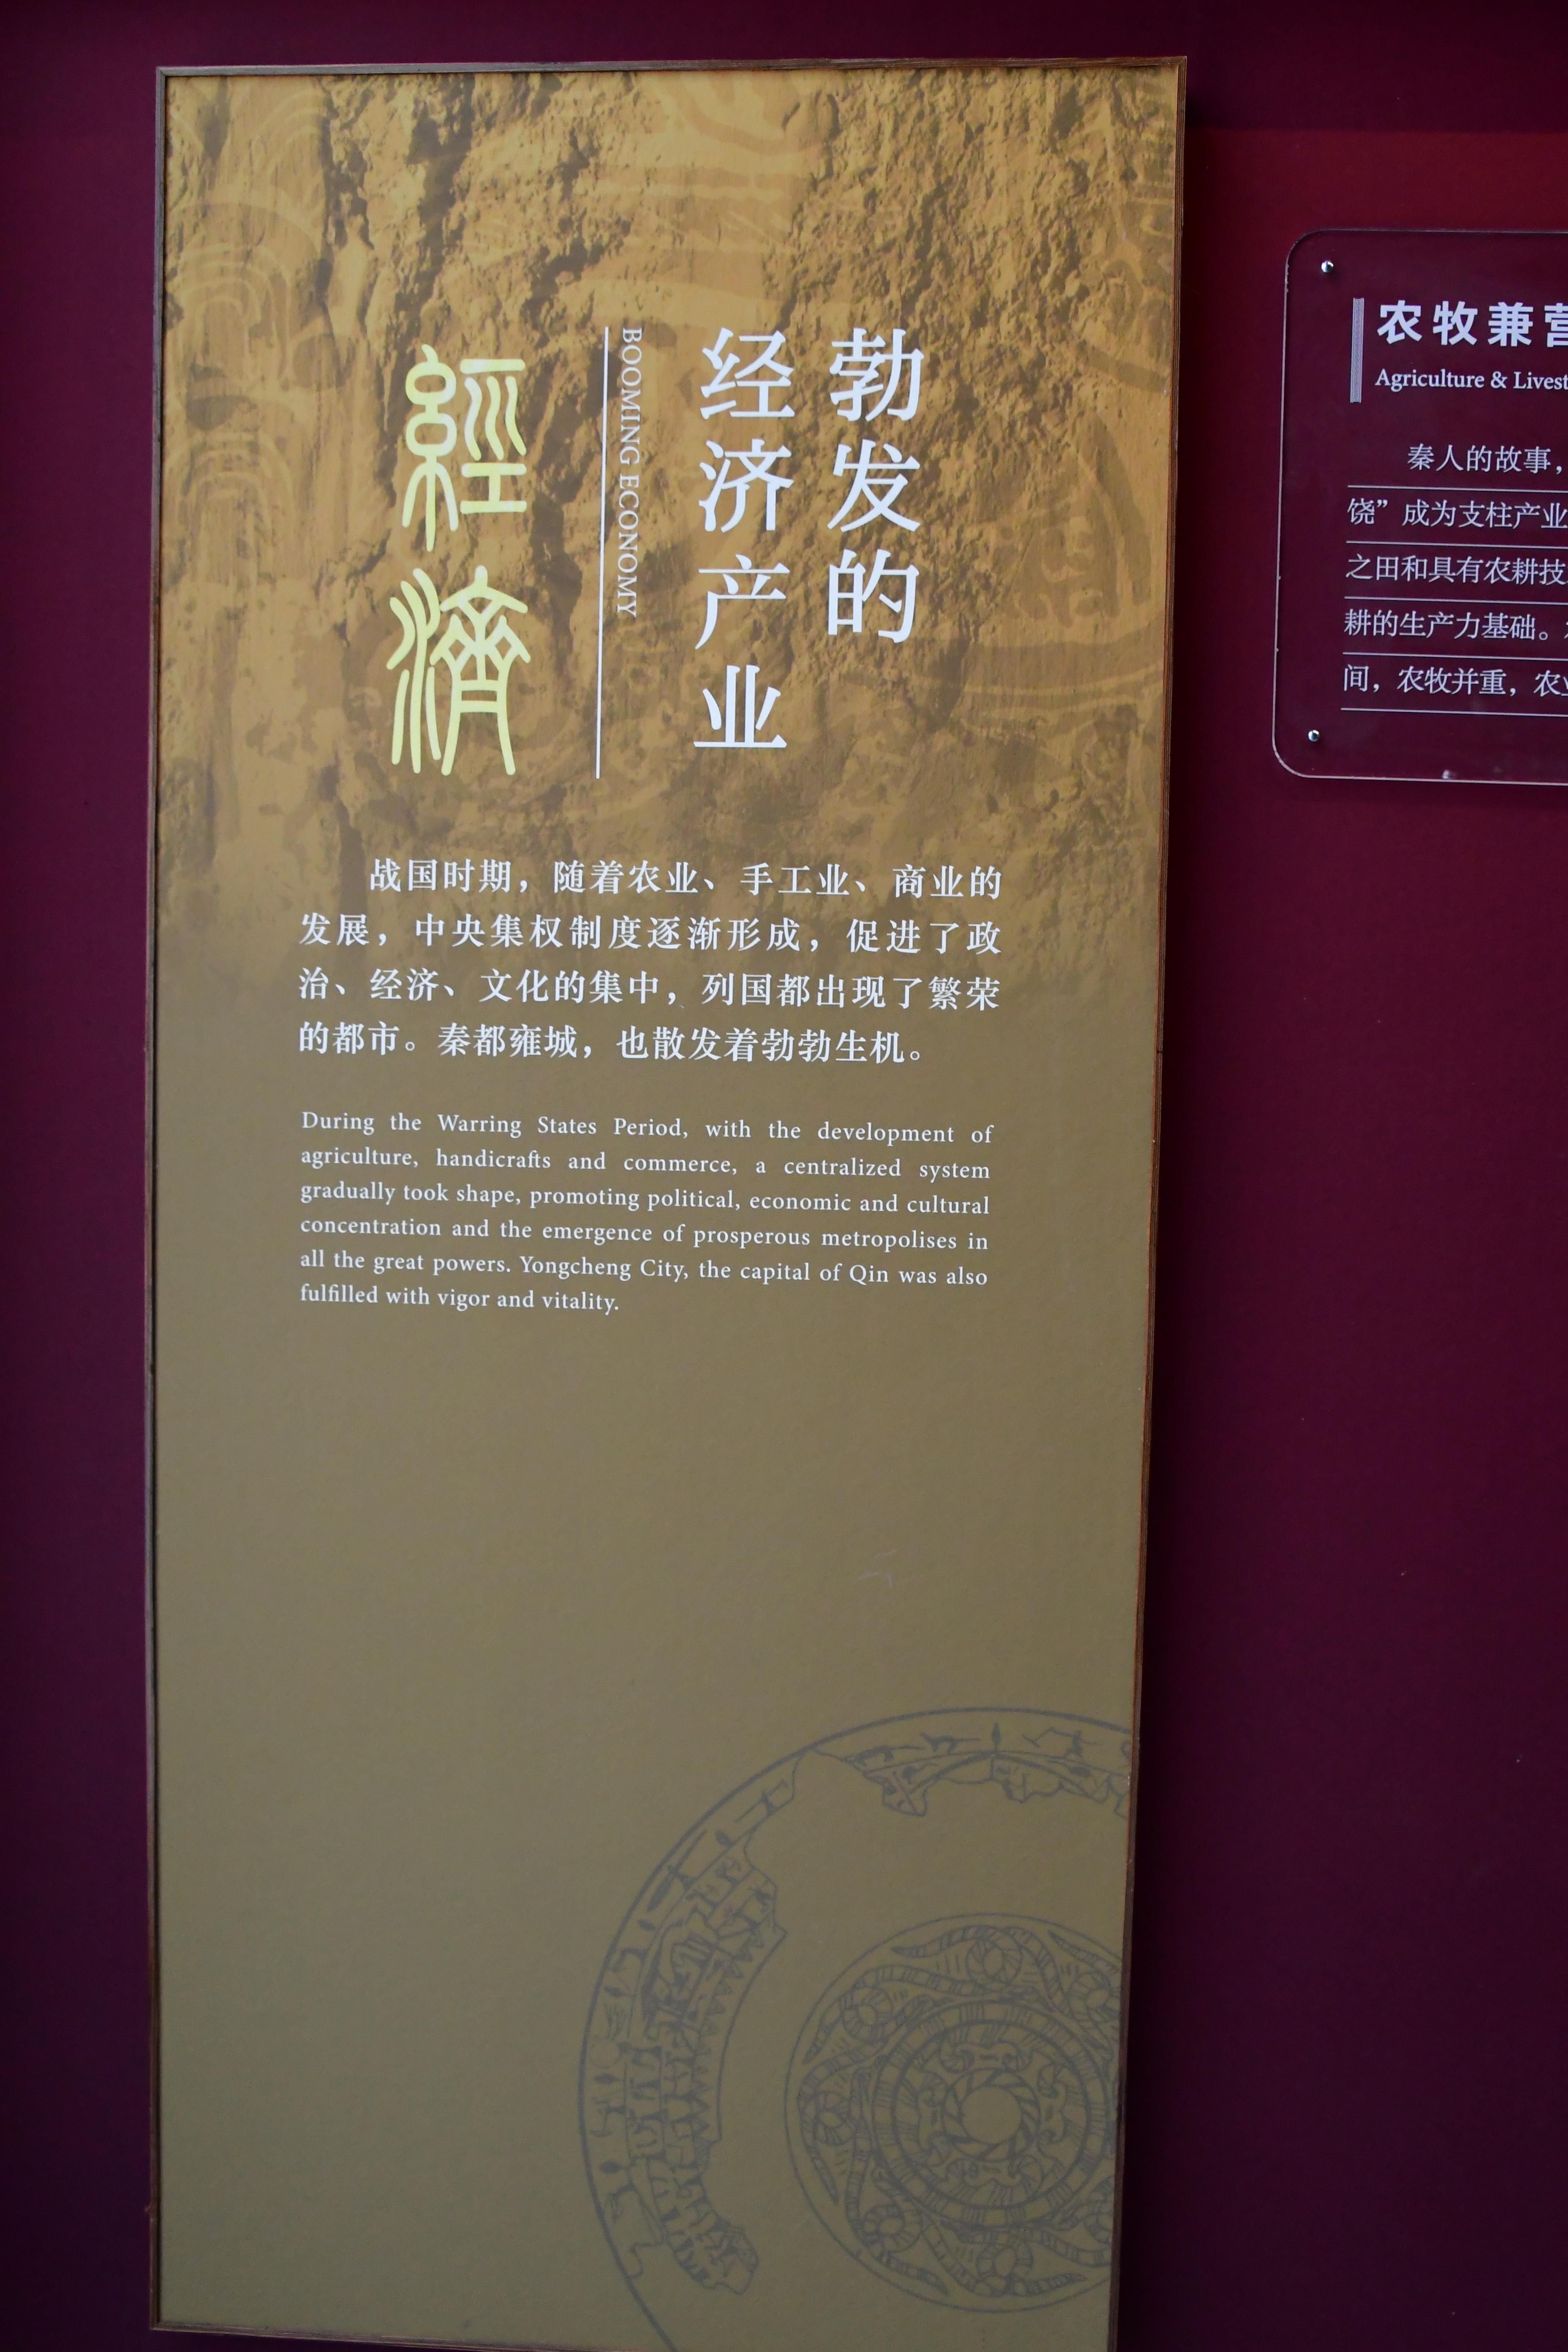 勃发的
经济产业
BOOMING ECONOMY
經濟
战国时期，随着农业、手工业、商业的
发展，中央集权制度逐渐形成，促进了政
治、经济、文化的集中，列国都出现了繁荣
的都市。秦都雍城，也散发着勃勃生机。
During the Warring States Period, with the development of
agriculture, handicrafts and commerce, a centralized system
gradually took shape, promoting political, economic and cultural
concentration and the emergence of prosperous metropolises in
all the great powers. Yongcheng City, the capital of Qin was also
fulfilled with vigor and vitality.
农牧兼营
Agriculture & Livest
秦人的故事，
饶”成为支柱产业
之田和具有农耕技
耕的生产力基础。
间，农牧并重，农